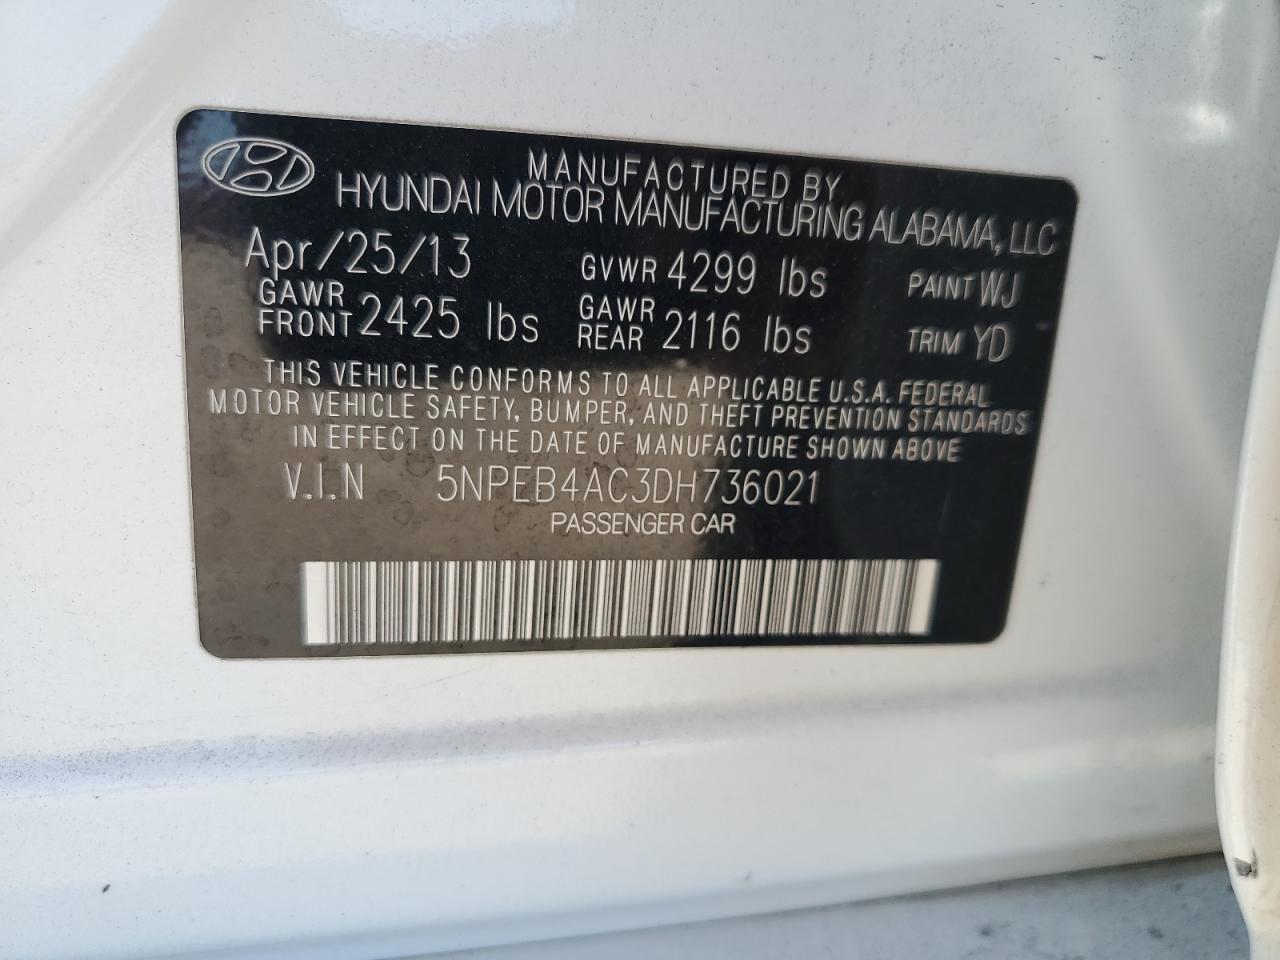 MANUFACTURED BY
HYUNDAI MOTOR MANUFACTURING ALABAMA, LLC
Apr/25/13 GVWR 4299 lbs PAINT WJ
GAWR FRONT 2425 lbs GAWR REAR 2116 lbs TRIM YD
THIS VEHICLE CONFORMS TO ALL APPLICABLE U.S.A. FEDERAL
MOTOR VEHICLE SAFETY, BUMPER, AND THEFT PREVENTION STANDARDS
IN EFFECT ON THE DATE OF MANUFACTURE SHOWN ABOVE
V.I.N 5NPEB4AC3DH736021
PASSENGER CAR